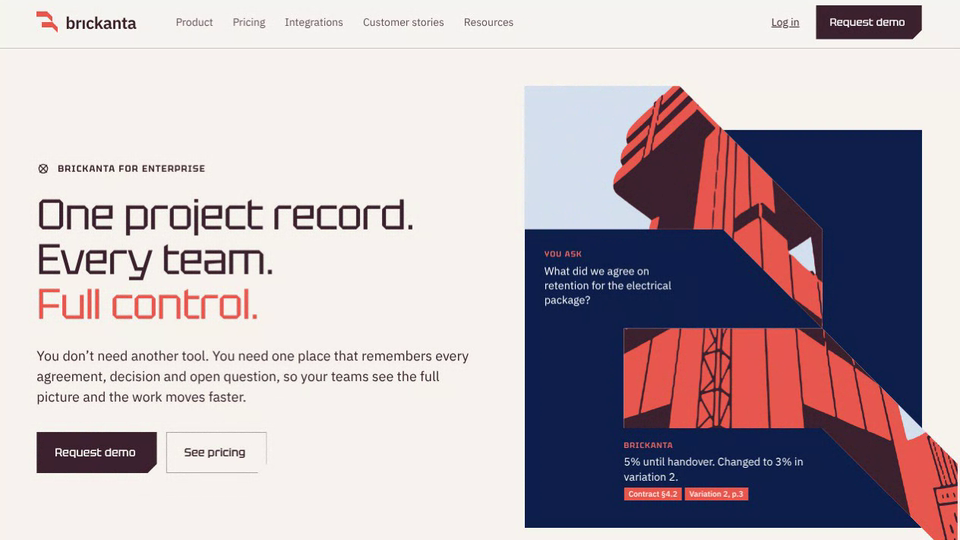 brickanta
Product
Pricing
Integrations
Customer stories
Resources
Log in
Request demo
BRICKANTA FOR ENTERPRISE
One project record.
Every team.
Full control.
You don’t need another tool. You need one place that remembers every
agreement, decision and open question, so your teams see the full
picture and the work moves faster.
Request demo
See pricing
YOU ASK
What did we agree on
retention for the electrical
package?
BRICKANTA
5% until handover. Changed to 3% in
variation 2.
Contract §4.2
Variation 2, p.3